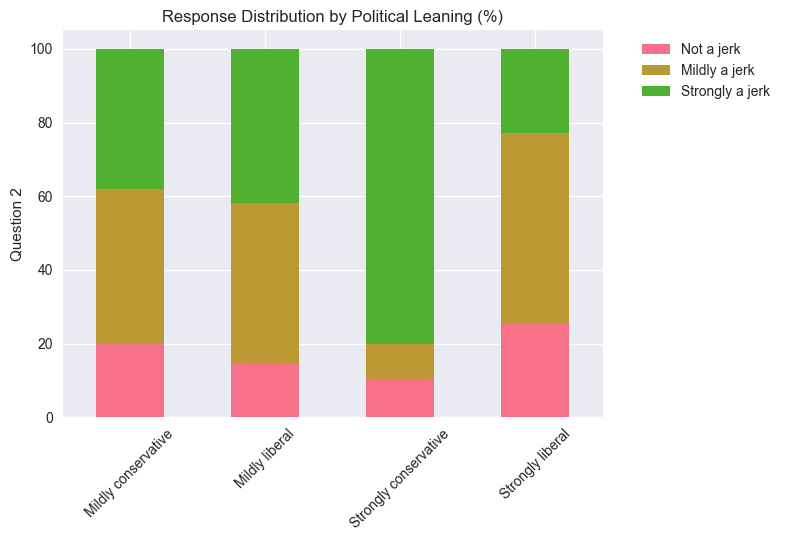 Response Distribution by Political Leaning (%)
Not a jerk
Mildly a jerk
Strongly a jerk
Question 2
100
80
60
40
20
0
Mildly conservative
Mildly liberal
Strongly conservative
Strongly liberal